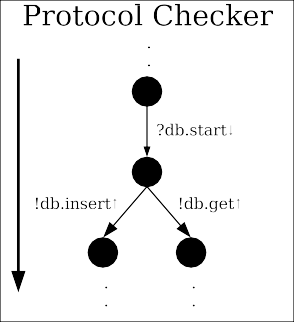 Protocol Checker
?db.start↓
!db.insert↑ !db.get↑